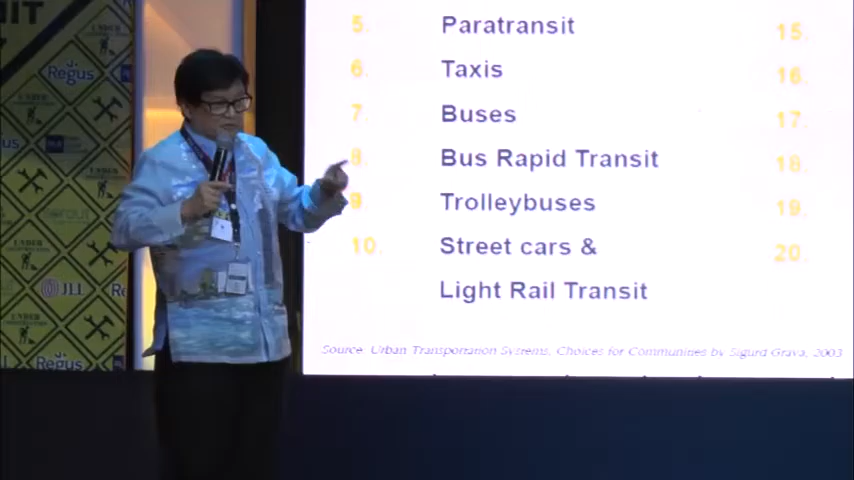 UNDER
Regus
JLL
Regus
5. Paratransit 15.
6. Taxis 16.
7. Buses 17.
8. Bus Rapid Transit 18.
9 Trolleybuses 19.
10. Street cars & 20.
Light Rail Transit
Source: Urban Transportation Systems, Choices for Communities by Sigurd Grava, 2003